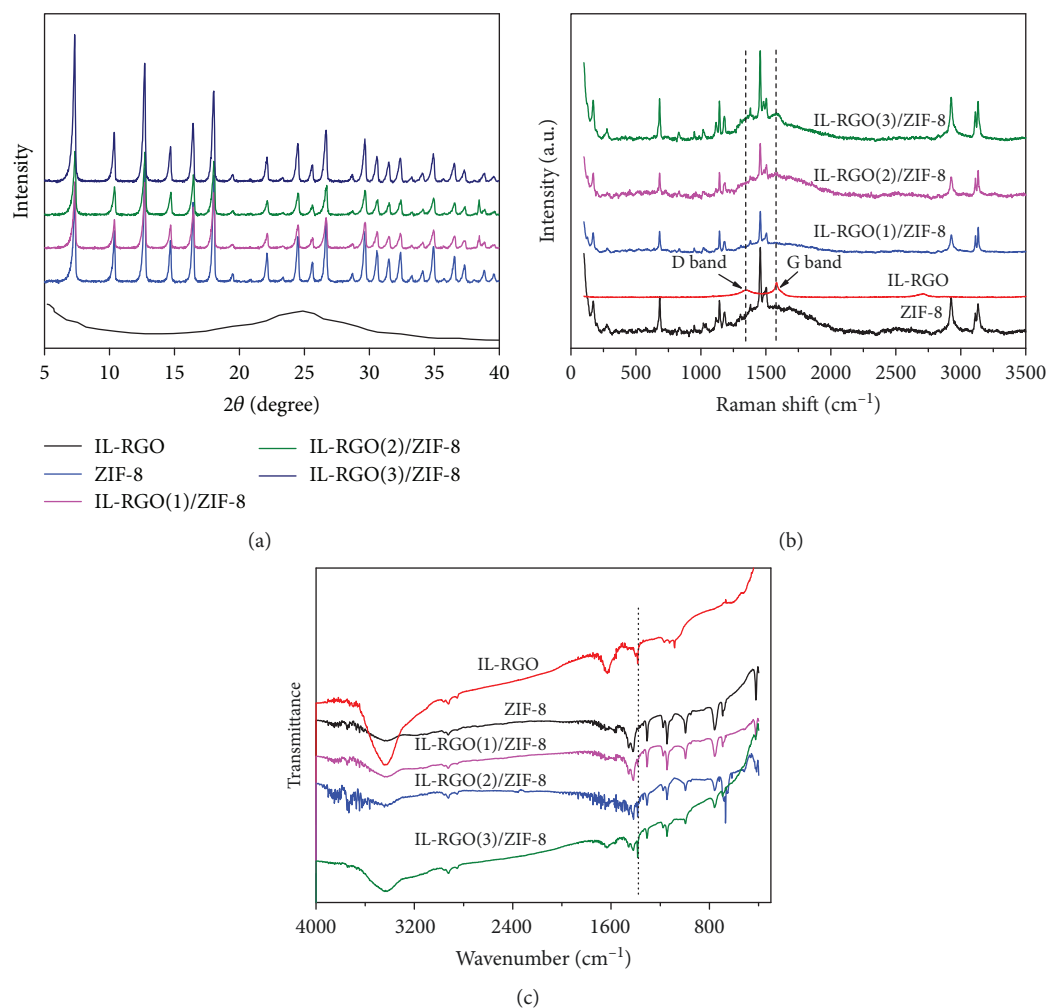 Intensity
5 10 15 20 25 30 35 40
2θ (degree)
IL-RGO
ZIF-8
IL-RGO(1)/ZIF-8
IL-RGO(2)/ZIF-8
IL-RGO(3)/ZIF-8
(a)
Intensity (a.u.)
IL-RGO(3)/ZIF-8
IL-RGO(2)/ZIF-8
IL-RGO(1)/ZIF-8
D band
G band
IL-RGO
ZIF-8
0 500 1000 1500 2000 2500 3000 3500
Raman shift (cm⁻¹)
(b)
Transmittance
IL-RGO
ZIF-8
IL-RGO(1)/ZIF-8
IL-RGO(2)/ZIF-8
IL-RGO(3)/ZIF-8
4000 3200 2400 1600 800
Wavenumber (cm⁻¹)
(c)